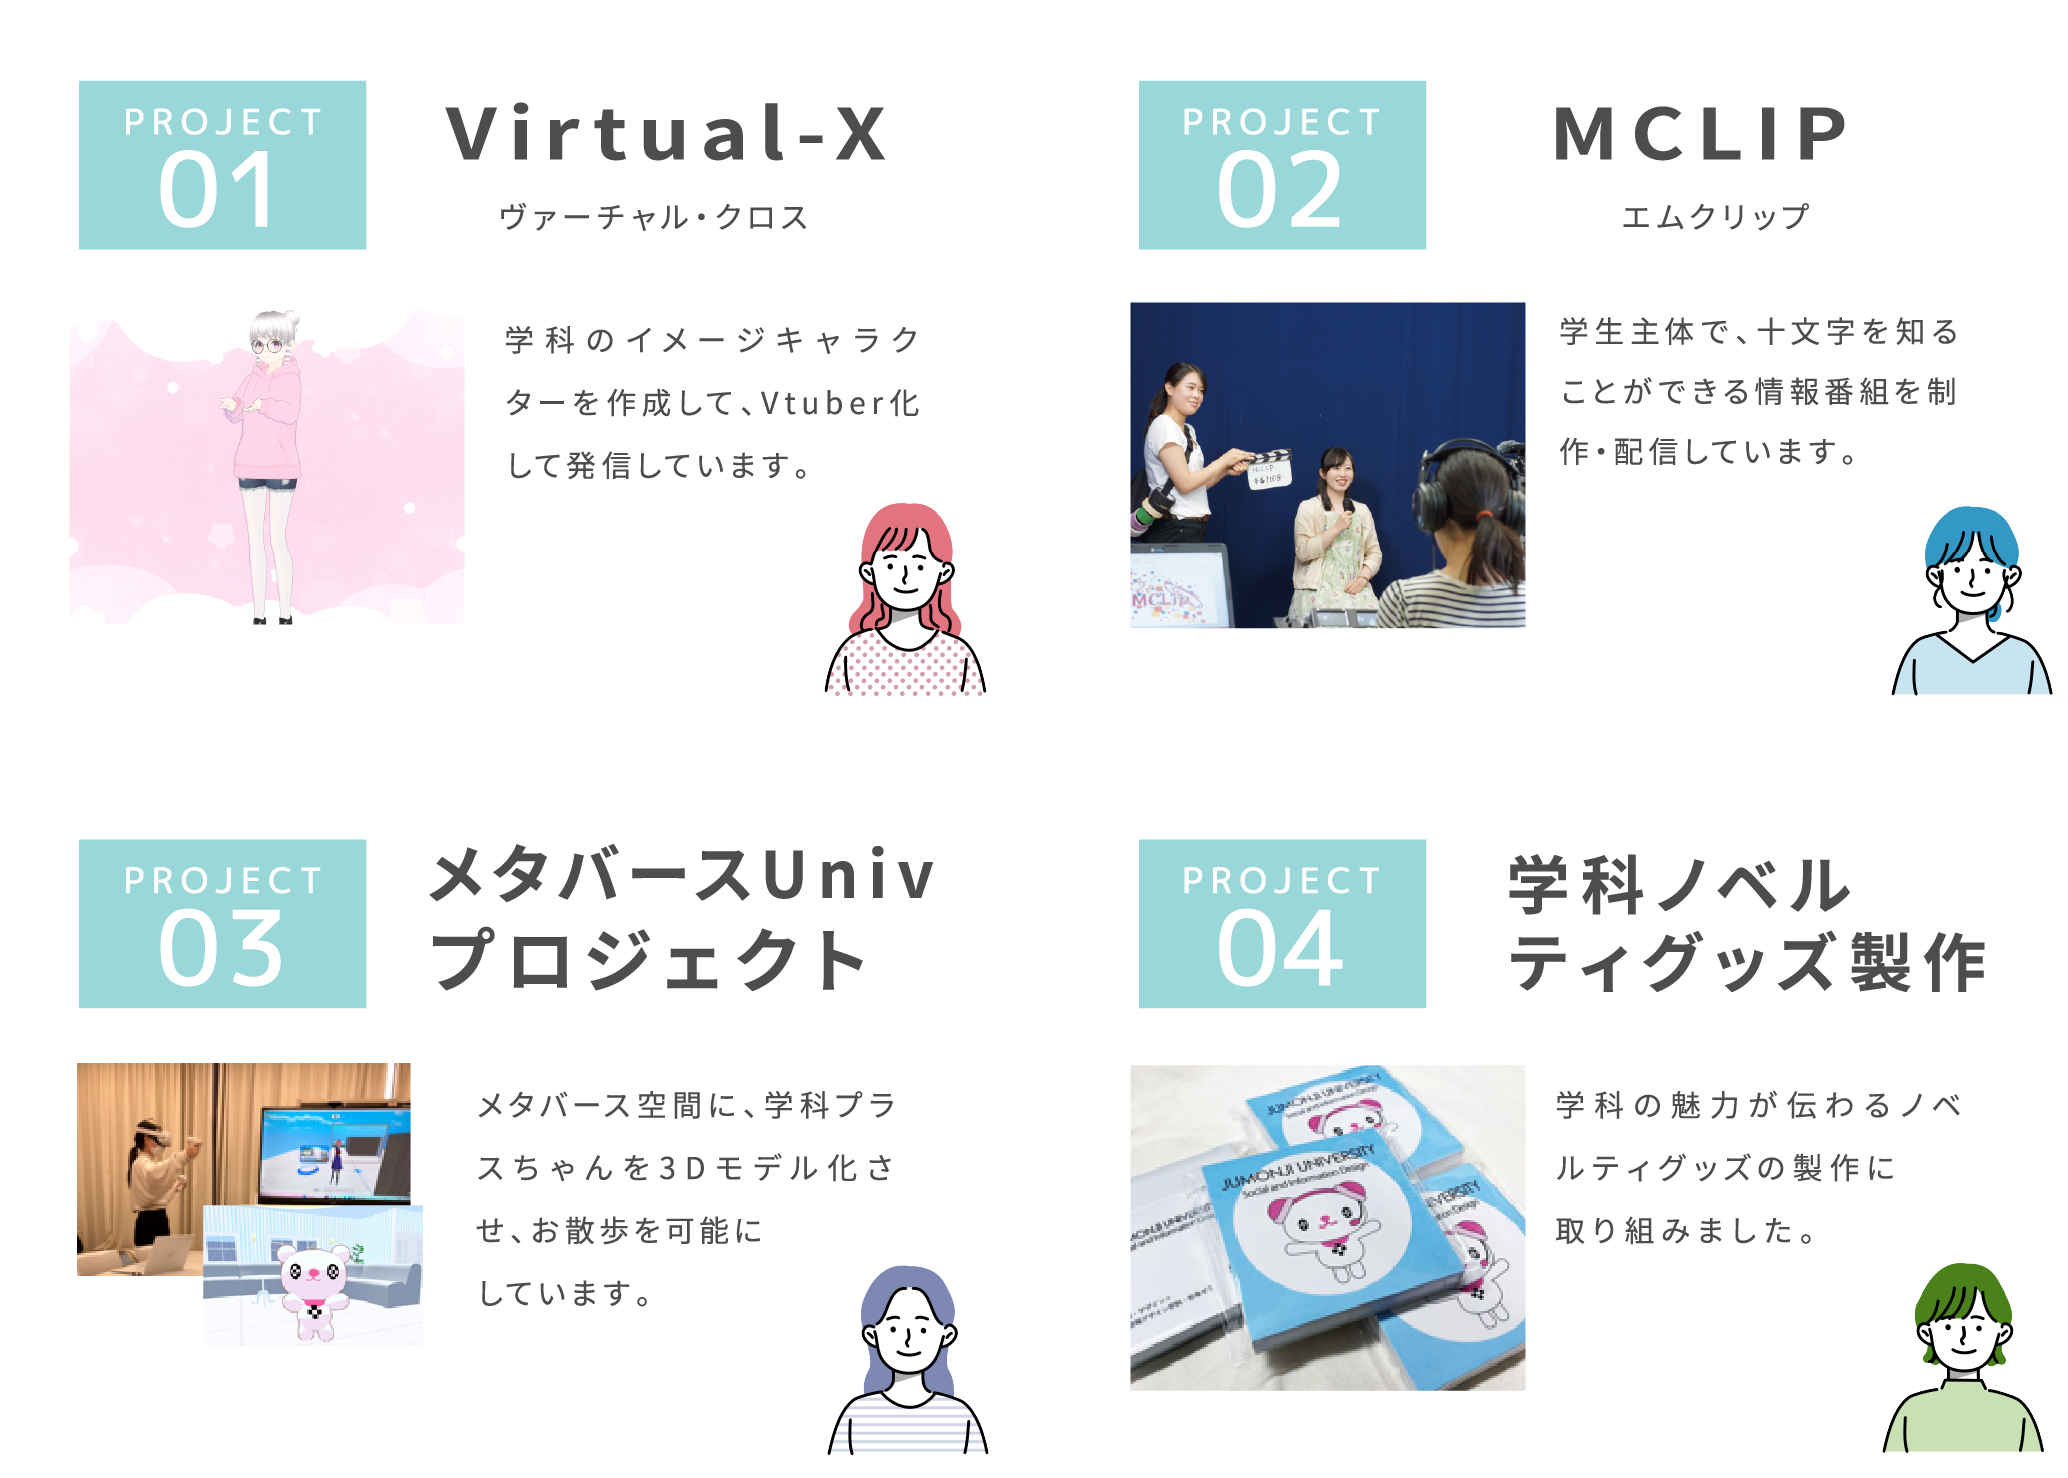 PROJECT
01
Virtual-X
ヴァーチャル・クロス
学科のイメージキャラク
ターを作成して、Vtuber化
して発信しています。
PROJECT
02
MCLIP
エムクリップ
学生主体で、十文字を知る
ことができる情報番組を制
作・配信しています。
MCLIP
MCLip
PROJECT
03
メタバースUniv
プロジェクト
メタバース空間に、学科プラ
スちゃんを3Dモデル化さ
せ、お散歩を可能に
しています。
PROJECT
04
学科ノベル
ティグッズ製作
学科の魅力が伝わるノベ
ルティグッズの製作に
取り組みました。
JUMONJI UNIVERSITY
JUMONJI UNIVERSITY
Social and Information Design